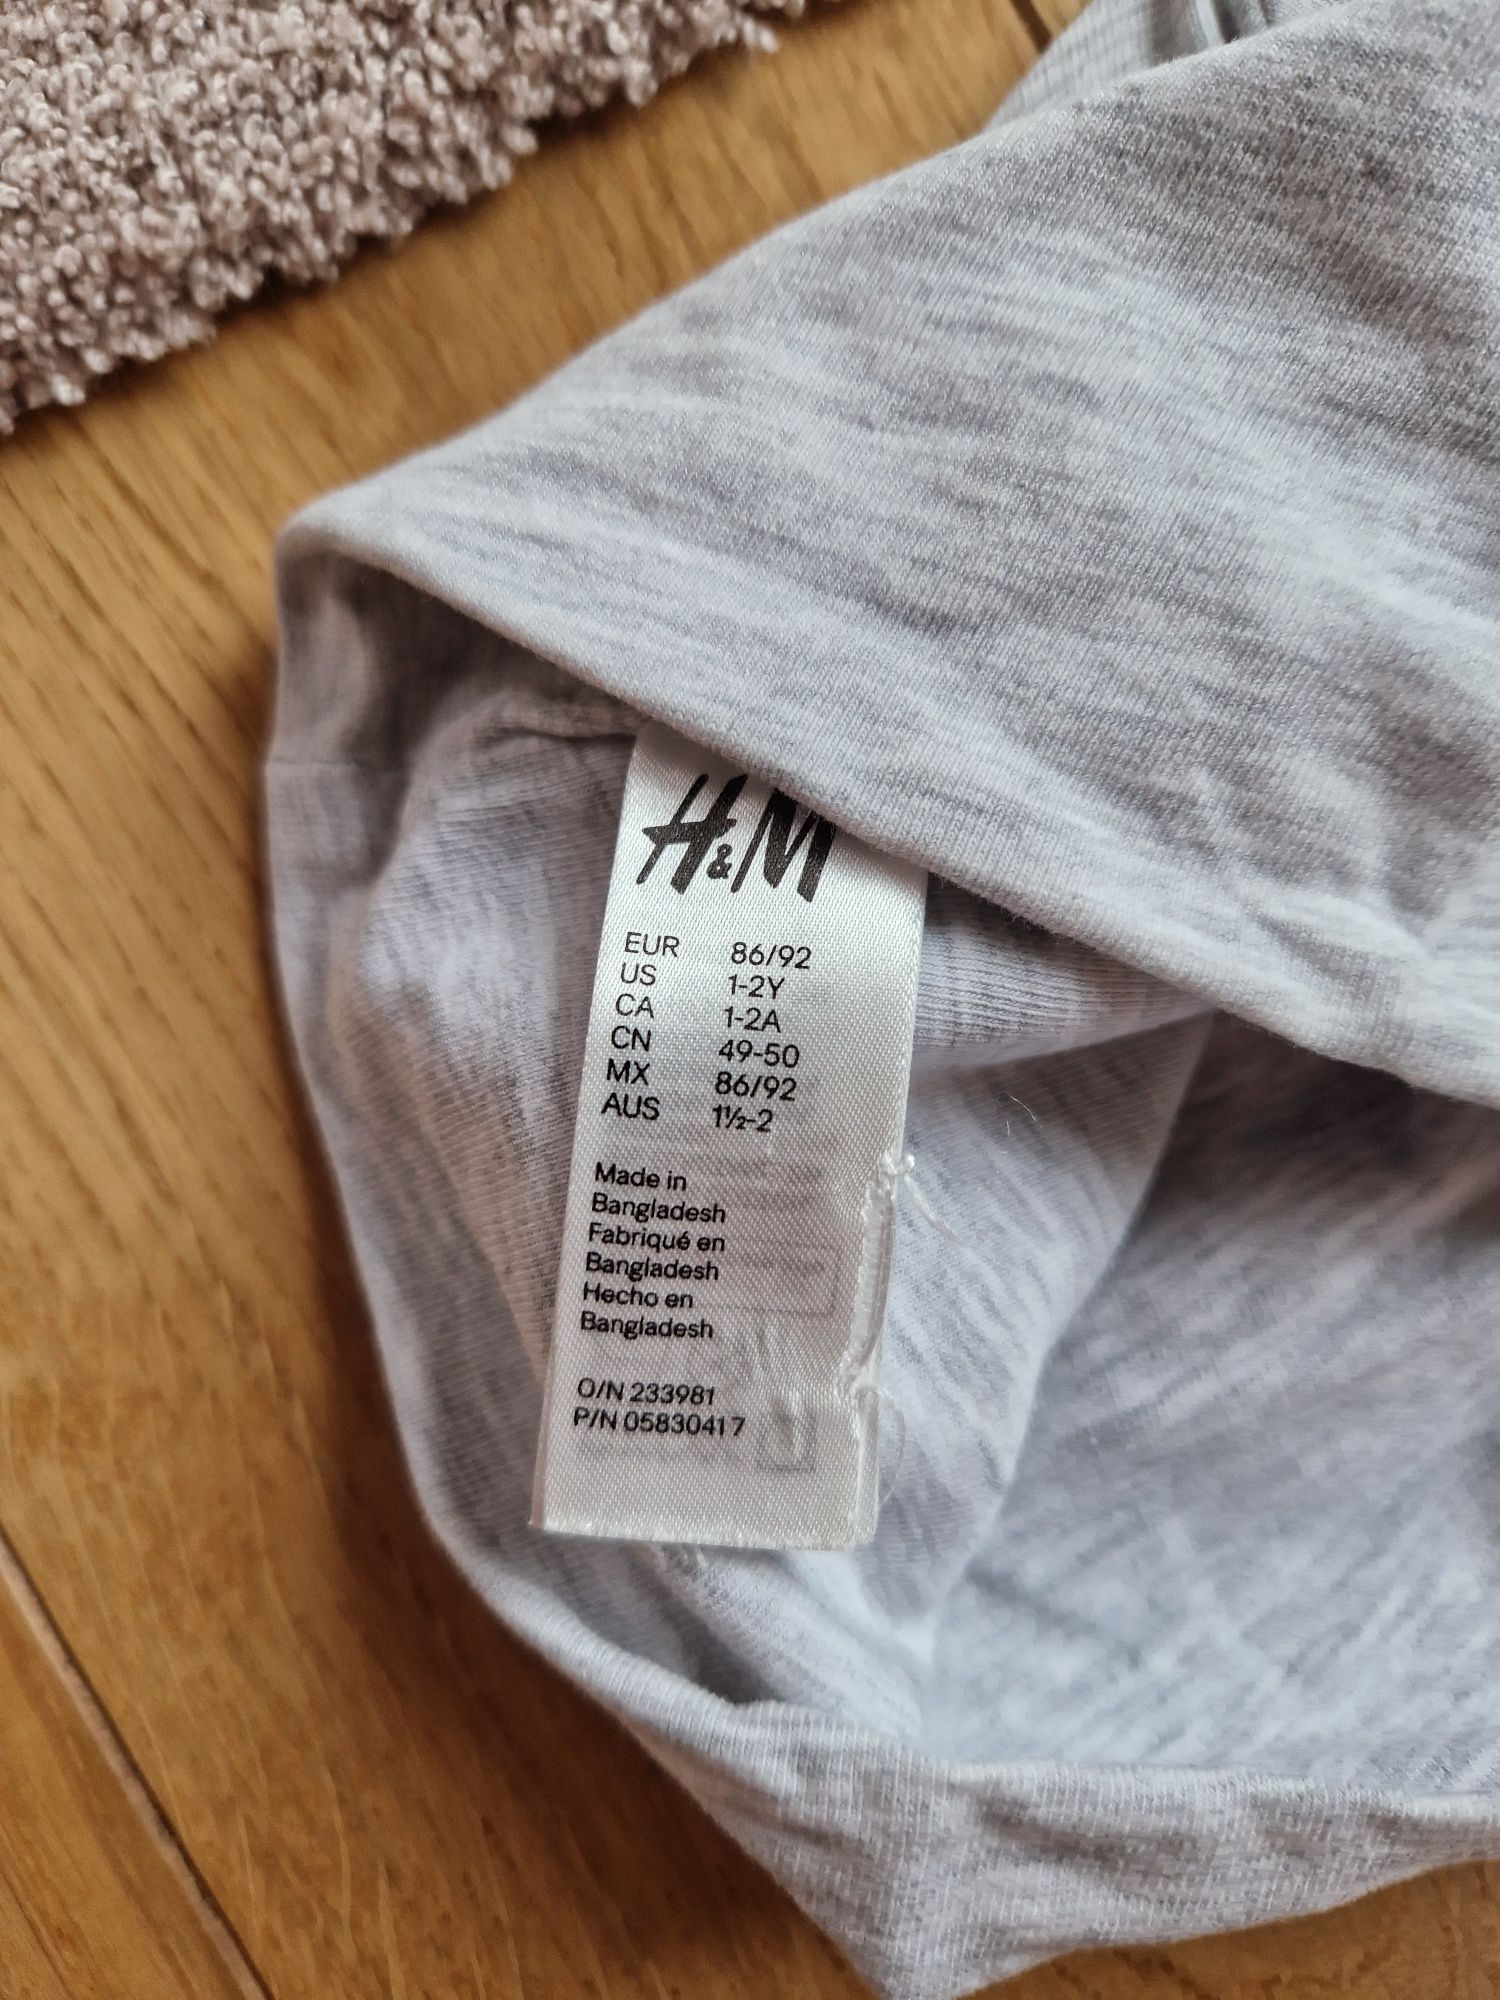 H&M
EUR 86/92
US 1-2Y
CA 1-2A
CN 49-50
MX 86/92
AUS 1½-2
Made in
Bangladesh
Fabriqué en
Bangladesh
Hecho en
Bangladesh
O/N 233981
P/N 05830417